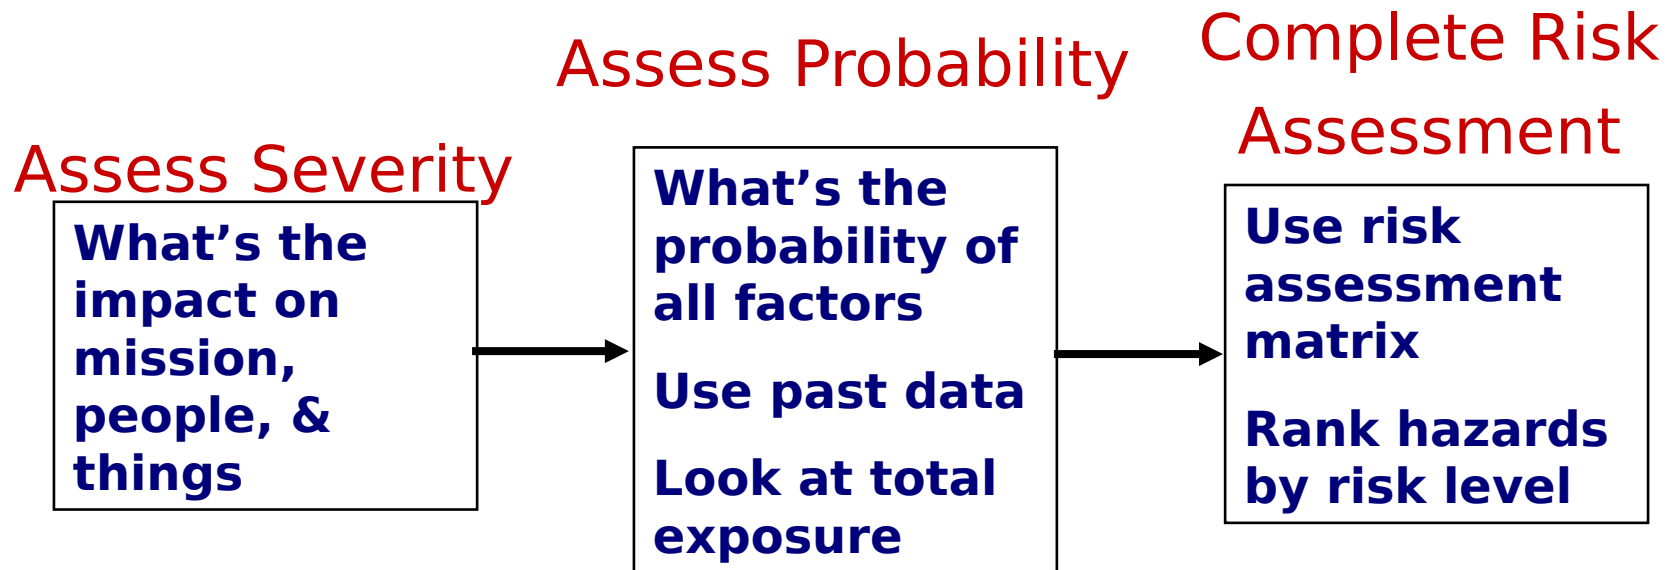 Assess Severity
What’s the
impact on
mission,
people, &
things
Assess Probability
What’s the
probability of
all factors
Use past data
Look at total
exposure
Complete Risk
Assessment
Use risk
assessment
matrix
Rank hazards
by risk level